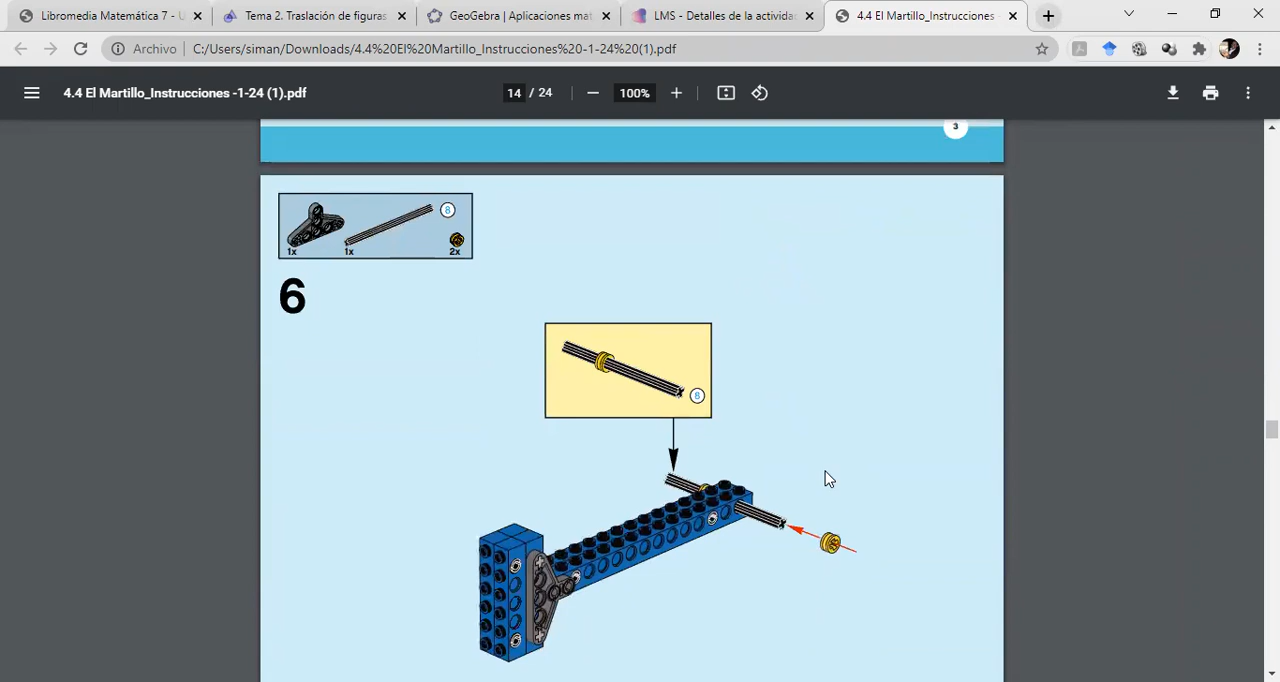 Libromedia Matemática 7 - U
Tema 2. Traslación de figuras
GeoGebra | Aplicaciones mat
LMS - Detalles de la actividad
4.4 El Martillo_Instrucciones
Archivo | C:/Users/siman/Downloads/4.4%20El%20Martillo_Instrucciones%20-1-24%20(1).pdf
4.4 El Martillo_Instrucciones -1-24 (1).pdf
14 / 24
100%
3
8
1x 1x 2x
6
8